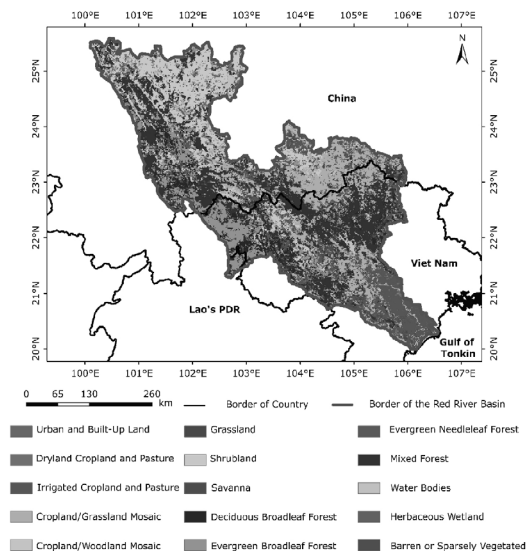 100°E 101°E 102°E 103°E 104°E 105°E 106°E 107°E
N
25°N 25°N
China
24°N 24°N
23°N 23°N
22°N 22°N
Viet Nam
21°N 21°N
Lao's PDR
Gulf of
Tonkin
20°N 20°N
100°E 101°E 102°E 103°E 104°E 105°E 106°E 107°E
0 65 130 260
km
Border of Country
Border of the Red River Basin
Urban and Built-Up Land
Grassland
Evergreen Needleleaf Forest
Dryland Cropland and Pasture
Shrubland
Mixed Forest
Irrigated Cropland and Pasture
Savanna
Water Bodies
Cropland/Grassland Mosaic
Deciduous Broadleaf Forest
Herbaceous Wetland
Cropland/Woodland Mosaic
Evergreen Broadleaf Forest
Barren or Sparsely Vegetated